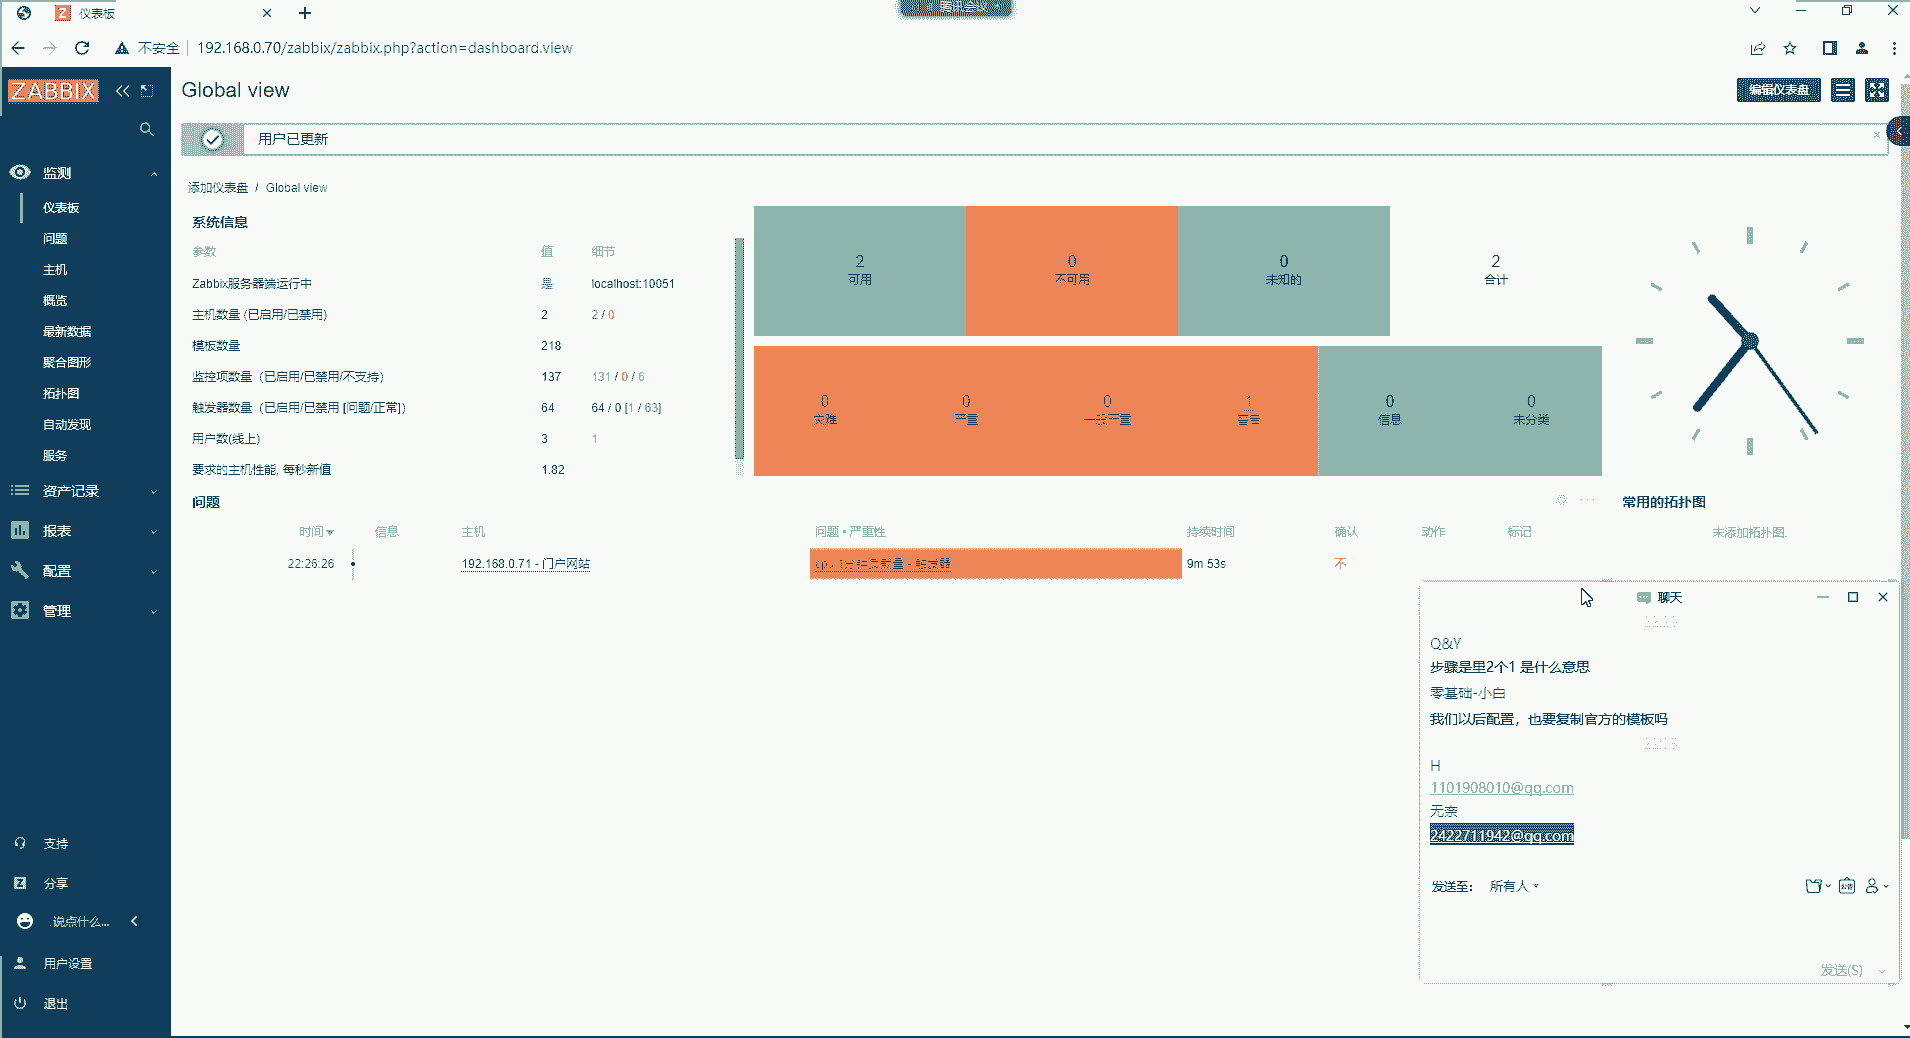 仪表板
腾讯会议
不安全 192.168.0.70/zabbix/zabbix.php?action=dashboard.view
ZABBIX
Global view
编辑仪表盘
用户已更新
监测
仪表板
问题
主机
概览
最新数据
聚合图形
拓扑图
自动发现
服务
资产记录
报表
配置
管理
支持
分享
说点什么...
用户设置
退出
添加仪表盘 / Global view
系统信息
参数 值 细节
Zabbix服务器端运行中 是 localhost:10051
主机数量 (已启用/已禁用) 2 2 / 0
模板数量 218
监控项数量 (已启用/已禁用/不支持) 137 131 / 0 / 6
触发器数量 (已启用/已禁用 [问题/正常]) 64 64 / 0 [1 / 63]
用户数(线上) 3 1
要求的主机性能, 每秒新值 1.82
2 0 0 2
可用 不可用 未知的 合计
0 0 0 1 0 0
灾难 严重 一般严重 警告 信息 未分类
问题
时间 信息 主机 问题 • 严重性 持续时间 确认 动作 标记
22:26:26 192.168.0.71 - 门户网站 cpu 1分钟负载量 - 触发器 9m 53s 不
常用的拓扑图
未添加拓扑图.
聊天
Q&Y
步骤是里2个1 是什么意思
零基础-小白
我们以后配置，也要复制官方的模板吗
H
1101908010@qq.com
无奈
2422711942@qq.com
发送至： 所有人
发送(S)